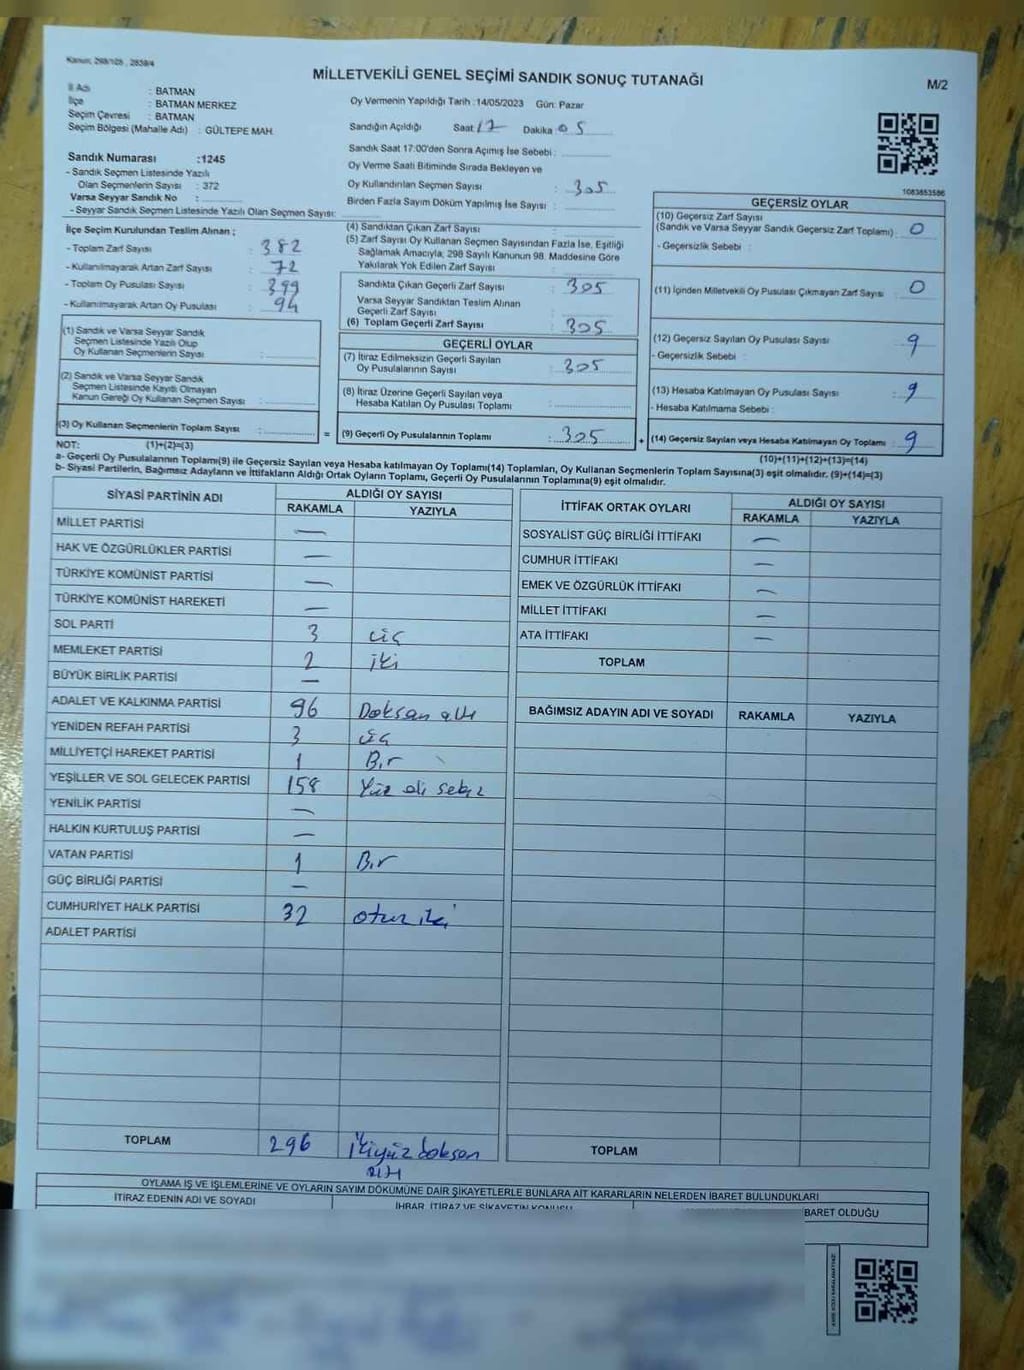 Kanun; 298/105 , 2839/4
MİLLETVEKİLİ GENEL SEÇİMİ SANDIK SONUÇ TUTANAĞI
M/2
İl Adı : BATMAN
İlçe : BATMAN MERKEZ
Seçim Çevresi : BATMAN
Seçim Bölgesi (Mahalle Adı) : GÜLTEPE MAH.
Sandık Numarası :1245
- Sandık Seçmen Listesinde Yazılı
Olan Seçmenlerin Sayısı : 372
Varsa Seyyar Sandık No :
- Seyyar Sandık Seçmen Listesinde Yazılı Olan Seçmen Sayısı:
Oy Vermenin Yapıldığı Tarih : 14/05/2023 Gün: Pazar
Sandığın Açıldığı Saat 17 Dakika : 05
Sandık Saat 17:00'den Sonra Açımış İse Sebebi :
Oy Verme Saati Bitiminde Sırada Bekleyen ve
Oy Kullandırılan Seçmen Sayısı : 305
Birden Fazla Sayım Döküm Yapılmış İse Sayısı :
1083853586
İlçe Seçim Kurulundan Teslim Alınan ;
- Toplam Zarf Sayısı : 382
- Kullanılmayarak Artan Zarf Sayısı : 72
- Toplam Oy Pusulası Sayısı : 399
- Kullanılmayarak Artan Oy Pusulası : 94
(1) Sandık ve Varsa Seyyar Sandık
Seçmen Listesinde Yazılı Olup
Oy Kullanan Seçmenlerin Sayısı :
(2) Sandık ve Varsa Seyyar Sandık
Seçmen Listesinde Kayıtlı Olmayan
Kanun Gereği Oy Kullanan Seçmen Sayısı :
(3) Oy Kullanan Seçmenlerin Toplam Sayısı :
(4) Sandıktan Çıkan Zarf Sayısı :
(5) Zarf Sayısı Oy Kullanan Seçmen Sayısından Fazla İse, Eşitliği
Sağlamak Amacıyla, 298 Sayılı Kanunun 98. Maddesine Göre
Yakılarak Yok Edilen Zarf Sayısı :
Sandıkta Çıkan Geçerli Zarf Sayısı : 305
Varsa Seyyar Sandıktan Teslim Alınan
Geçerli Zarf Sayısı :
(6) Toplam Geçerli Zarf Sayısı : 305
GEÇERLİ OYLAR
(7) İtiraz Edilmeksizin Geçerli Sayılan
Oy Pusulalarının Sayısı : 305
(8) İtiraz Üzerine Geçerli Sayılan veya
Hesaba Katılan Oy Pusulası Toplamı :
= (9) Geçerli Oy Pusulalarının Toplamı : 305 +
GEÇERSİZ OYLAR
(10) Geçersiz Zarf Sayısı
(Sandık ve Varsa Seyyar Sandık Geçersiz Zarf Toplamı) : 0
- Geçersizlik Sebebi :
(11) İçinden Milletvekili Oy Pusulası Çıkmayan Zarf Sayısı : 0
(12) Geçersiz Sayılan Oy Pusulası Sayısı : 9
- Geçersizlik Sebebi :
(13) Hesaba Katılmayan Oy Pusulası Sayısı : 9
- Hesaba Katılmama Sebebi :
(14) Geçersiz Sayılan veya Hesaba Katılmayan Oy Toplamı : 9
NOT: (1)+(2)=(3)
(10)+(11)+(12)+(13)=(14)
a- Geçerli Oy Pusulalarının Toplamı(9) ile Geçersiz Sayılan veya Hesaba katılmayan Oy Toplamı(14) Toplamları, Oy Kullanan Seçmenlerin Toplam Sayısına(3) eşit olmalıdır. (9)+(14)=(3)
b- Siyasi Partilerin, Bağımsız Adayların ve İttifakların Aldığı Ortak Oyların Toplamı, Geçerli Oy Pusulalarının Toplamına(9) eşit olmalıdır.
SİYASİ PARTİNİN ADI ALDIĞI OY SAYISI
RAKAMLA YAZIYLA
MİLLET PARTİSİ —
HAK VE ÖZGÜRLÜKLER PARTİSİ —
TÜRKİYE KOMÜNİST PARTİSİ —
TÜRKİYE KOMÜNİST HAREKETİ —
SOL PARTİ 3 üç
MEMLEKET PARTİSİ 2 iki
BÜYÜK BİRLİK PARTİSİ —
ADALET VE KALKINMA PARTİSİ 96 Doksan altı
YENİDEN REFAH PARTİSİ 3 üç
MİLLİYETÇİ HAREKET PARTİSİ 1 Bir
YEŞİLLER VE SOL GELECEK PARTİSİ 158 Yüz elli sekiz
YENİLİK PARTİSİ —
HALKIN KURTULUŞ PARTİSİ —
VATAN PARTİSİ 1 Bir
GÜÇ BİRLİĞİ PARTİSİ —
CUMHURİYET HALK PARTİSİ 32 otuz iki
ADALET PARTİSİ
TOPLAM 296 ikiyüz doksan
altı
İTTİFAK ORTAK OYLARI ALDIĞI OY SAYISI
RAKAMLA YAZIYLA
SOSYALİST GÜÇ BİRLİĞİ İTTİFAKI —
CUMHUR İTTİFAKI —
EMEK VE ÖZGÜRLÜK İTTİFAKI —
MİLLET İTTİFAKI —
ATA İTTİFAKI —
TOPLAM
BAĞIMSIZ ADAYIN ADI VE SOYADI RAKAMLA YAZIYLA
TOPLAM
OYLAMA İŞ VE İŞLEMLERİNE VE OYLARIN SAYIM DÖKÜMÜNE DAİR ŞİKAYETLERLE BUNLARA AİT KARARLARIN NELERDEN İBARET BULUNDUKLARI
İTİRAZ EDENİN ADI VE SOYADI İHBAR, İTİRAZ VE ŞİKAYETİN KONUSU BARET OLDUĞU